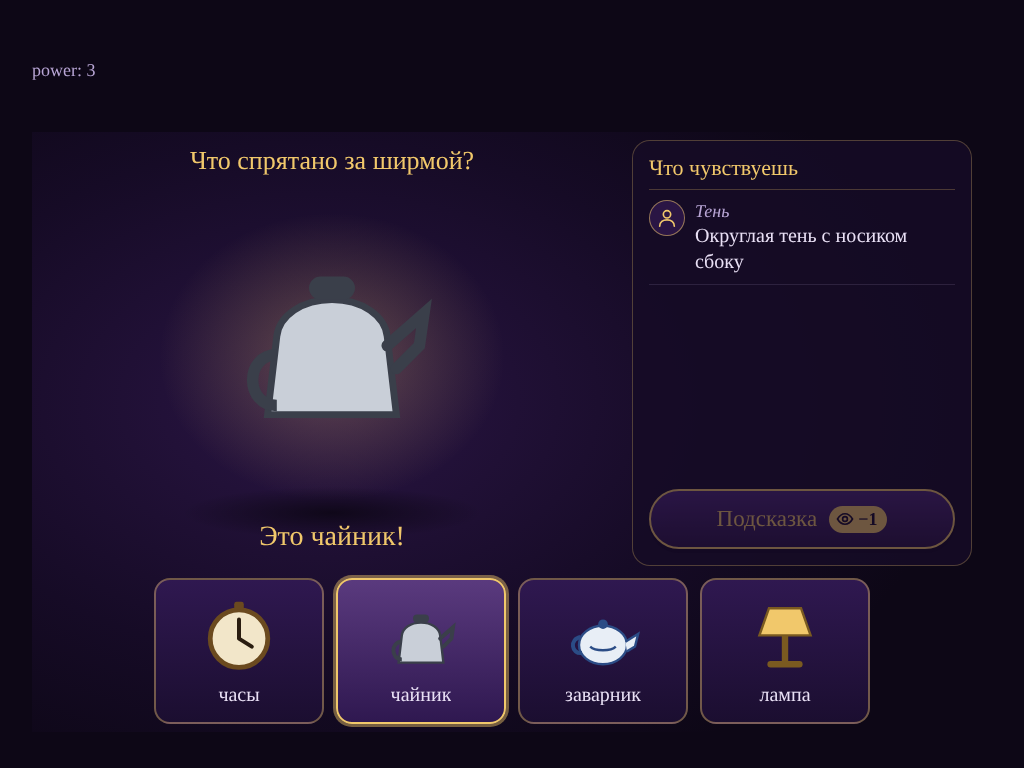 power: 3
Что спрятано за ширмой?
Это чайник!
Что чувствуешь
Тень
Округлая тень с носиком
сбоку
Подсказка −1
часы
чайник
заварник
лампа